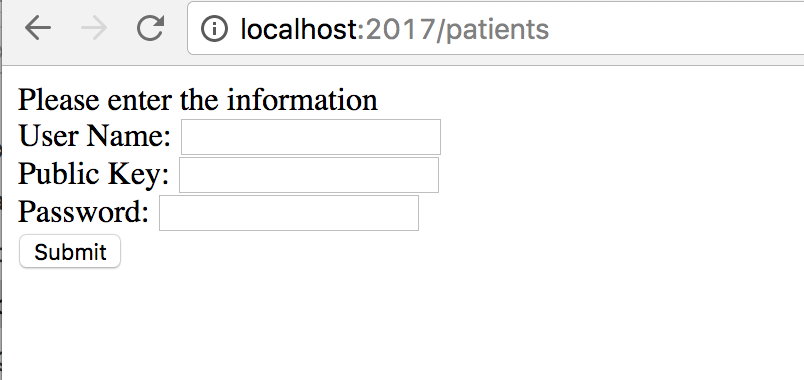 localhost:2017/patients
Please enter the information
User Name:
Public Key:
Password:
Submit